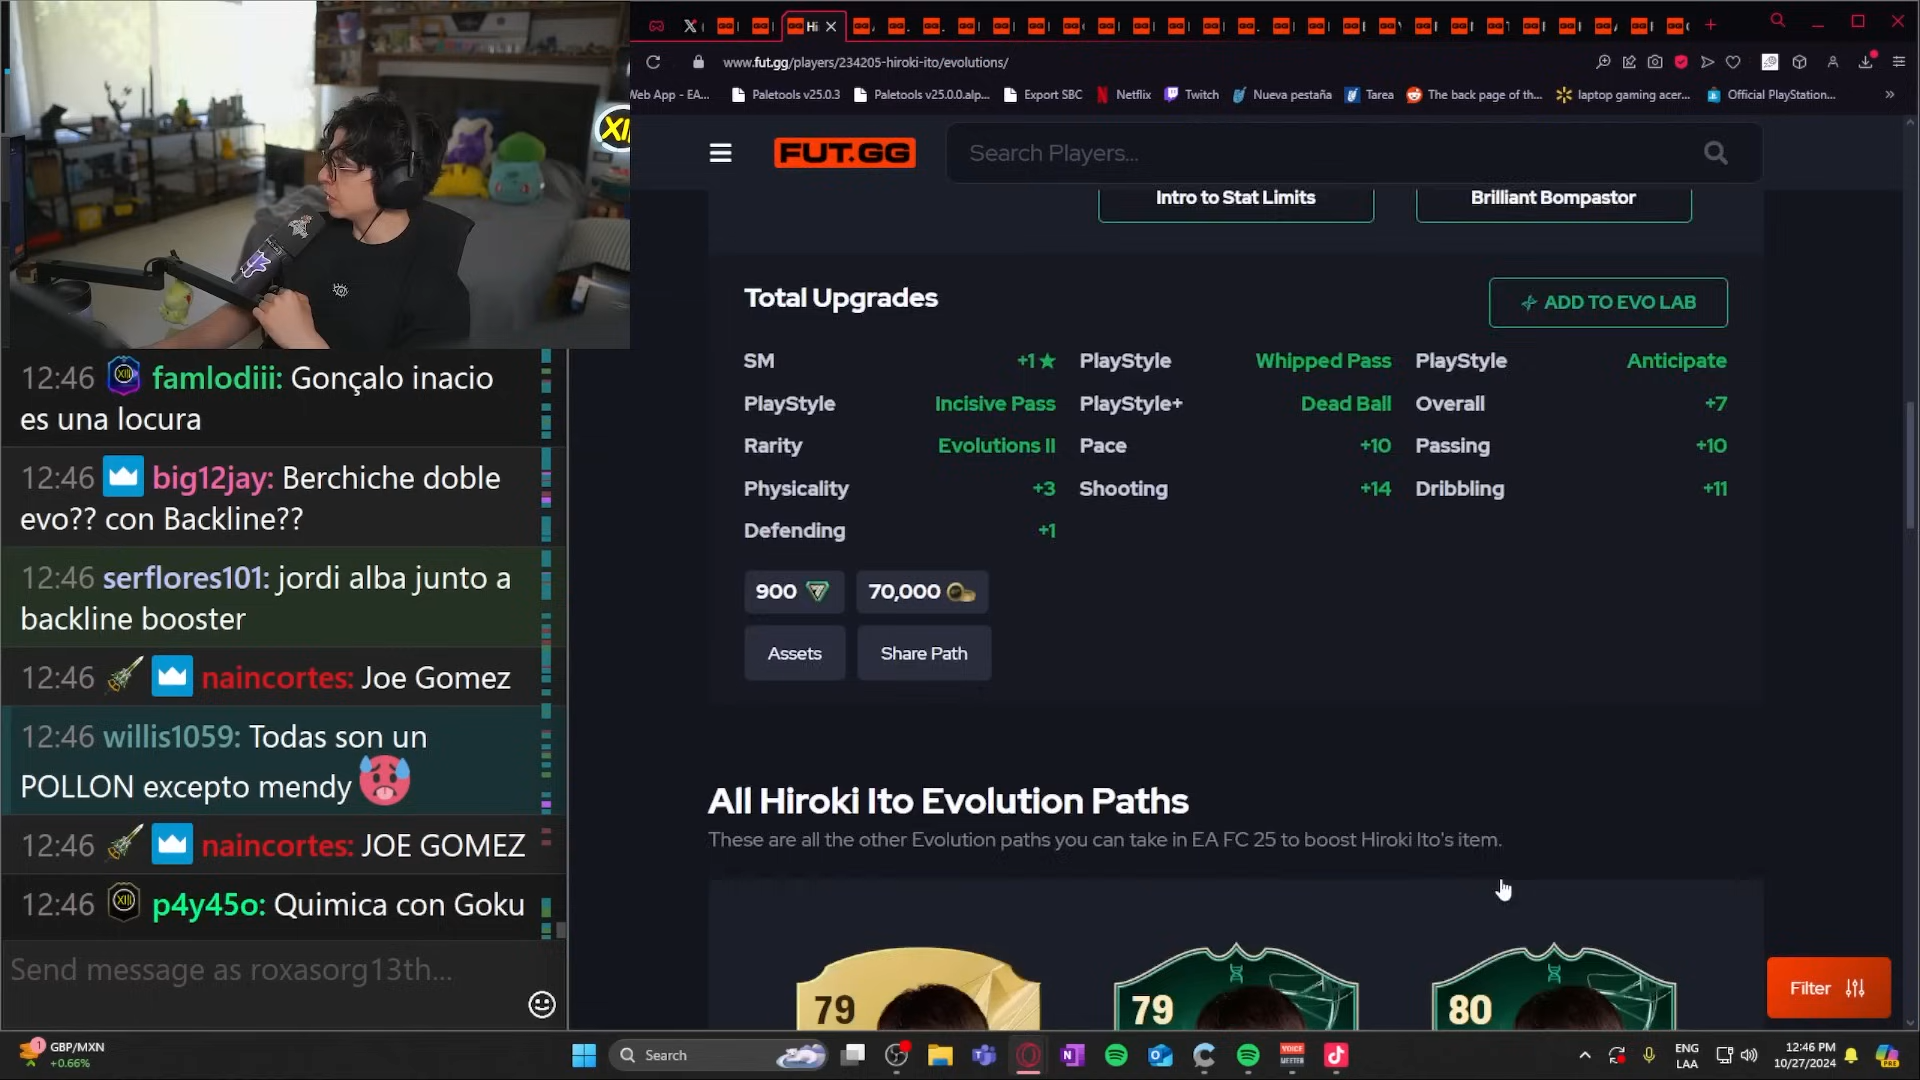 Hi
www.fut.gg/players/234205-hiroki-ito/evolutions/
Web App - EA...
Paletools v25.0.3
Paletools v25.0.0.alp...
Export SBC
Netflix
Twitch
Nueva pestaña
Tarea
The back page of th...
laptop gaming acer...
Official PlayStation...
»
FUT.GG
Search Players...
Intro to Stat Limits
Brilliant Bompastor
Total Upgrades
ADD TO EVO LAB
SM +1★ PlayStyle Whipped Pass PlayStyle Anticipate
PlayStyle Incisive Pass PlayStyle+ Dead Ball Overall +7
Rarity Evolutions II Pace +10 Passing +10
Physicality +3 Shooting +14 Dribbling +11
Defending +1
900 70,000
Assets Share Path
All Hiroki Ito Evolution Paths
These are all the other Evolution paths you can take in EA FC 25 to boost Hiroki Ito's item.
79 79 80
Filter
12:46 famlodiii: Gonçalo inacio
es una locura
12:46 big12jay: Berchiche doble
evo?? con Backline??
12:46 serflores101: jordi alba junto a
backline booster
12:46 naincortes: Joe Gomez
12:46 willis1059: Todas son un
POLLON excepto mendy
12:46 naincortes: JOE GOMEZ
12:46 p4y45o: Quimica con Goku
Send message as roxasorg13th...
GBP/MXN
+0.66%
Search
ENG
LAA
12:46 PM
10/27/2024